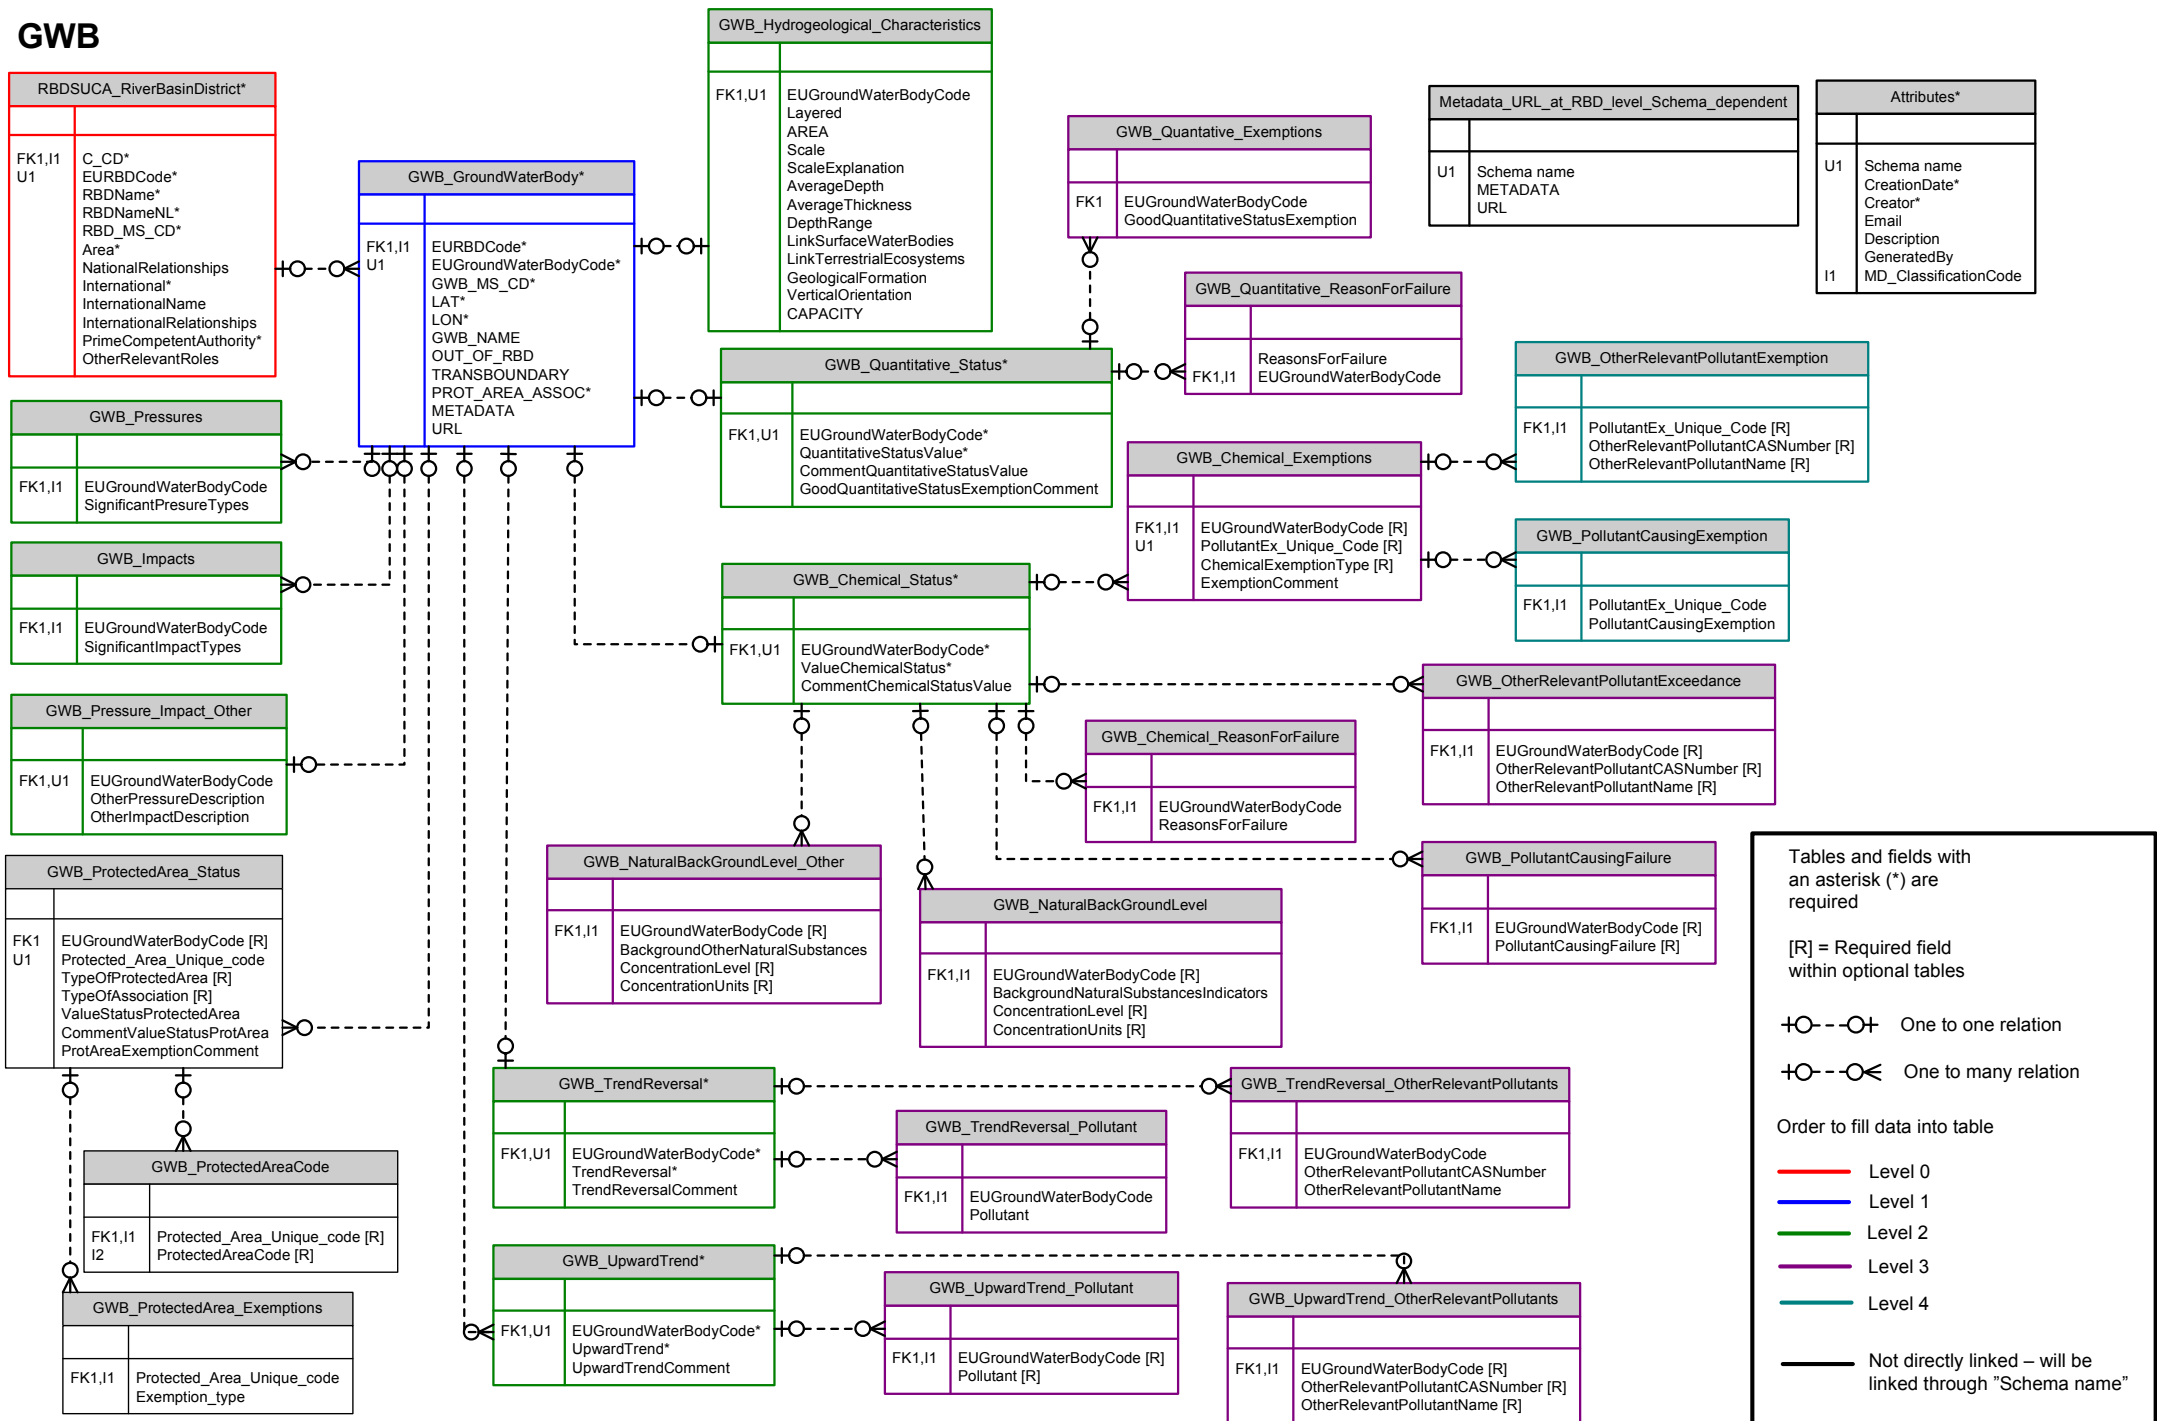 GWB
RBDSUCA_RiverBasinDistrict*
FK1,I1 C_CD*
U1 EURBDCode*
RBDName*
RBDNameNL*
RBD_MS_CD*
Area*
NationalRelationships
International*
InternationalName
InternationalRelationships
PrimeCompetentAuthority*
OtherRelevantRoles
GWB_GroundWaterBody*
FK1,I1 EURBDCode*
U1 EUGroundWaterBodyCode*
GWB_MS_CD*
LAT*
LON*
GWB_NAME
OUT_OF_RBD
TRANSBOUNDARY
PROT_AREA_ASSOC*
METADATA
URL
GWB_Hydrogeological_Characteristics
FK1,U1 EUGroundWaterBodyCode
Layered
AREA
Scale
ScaleExplanation
AverageDepth
AverageThickness
DepthRange
LinkSurfaceWaterBodies
LinkTerrestrialEcosystems
GeologicalFormation
VerticalOrientation
CAPACITY
GWB_Quantative_Exemptions
FK1 EUGroundWaterBodyCode
GoodQuantitativeStatusExemption
Metadata_URL_at_RBD_level_Schema_dependent
U1 Schema name
METADATA
URL
Attributes*
U1 Schema name
CreationDate*
Creator*
Email
Description
GeneratedBy
I1 MD_ClassificationCode
GWB_Quantitative_ReasonForFailure
ReasonsForFailure
FK1,I1 EUGroundWaterBodyCode
GWB_Quantitative_Status*
FK1,U1 EUGroundWaterBodyCode*
QuantitativeStatusValue*
CommentQuantitativeStatusValue
GoodQuantitativeStatusExemptionComment
GWB_OtherRelevantPollutantExemption
FK1,I1 PollutantEx_Unique_Code [R]
OtherRelevantPollutantCASNumber [R]
OtherRelevantPollutantName [R]
GWB_Pressures
FK1,I1 EUGroundWaterBodyCode
SignificantPresureTypes
GWB_Chemical_Exemptions
FK1,I1 EUGroundWaterBodyCode [R]
U1 PollutantEx_Unique_Code [R]
ChemicalExemptionType [R]
ExemptionComment
GWB_PollutantCausingExemption
FK1,I1 PollutantEx_Unique_Code
PollutantCausingExemption
GWB_Impacts
FK1,I1 EUGroundWaterBodyCode
SignificantImpactTypes
GWB_Chemical_Status*
FK1,U1 EUGroundWaterBodyCode*
ValueChemicalStatus*
CommentChemicalStatusValue
GWB_OtherRelevantPollutantExceedance
FK1,I1 EUGroundWaterBodyCode [R]
OtherRelevantPollutantCASNumber [R]
OtherRelevantPollutantName [R]
GWB_Pressure_Impact_Other
FK1,U1 EUGroundWaterBodyCode
OtherPressureDescription
OtherImpactDescription
GWB_Chemical_ReasonForFailure
FK1,I1 EUGroundWaterBodyCode
ReasonsForFailure
GWB_ProtectedArea_Status
FK1 EUGroundWaterBodyCode [R]
U1 Protected_Area_Unique_code
TypeOfProtectedArea [R]
TypeOfAssociation [R]
ValueStatusProtectedArea
CommentValueStatusProtArea
ProtAreaExemptionComment
GWB_NaturalBackGroundLevel_Other
FK1,I1 EUGroundWaterBodyCode [R]
BackgroundOtherNaturalSubstances
ConcentrationLevel [R]
ConcentrationUnits [R]
GWB_NaturalBackGroundLevel
FK1,I1 EUGroundWaterBodyCode [R]
BackgroundNaturalSubstancesIndicators
ConcentrationLevel [R]
ConcentrationUnits [R]
GWB_PollutantCausingFailure
FK1,I1 EUGroundWaterBodyCode [R]
PollutantCausingFailure [R]
GWB_TrendReversal*
FK1,U1 EUGroundWaterBodyCode*
TrendReversal*
TrendReversalComment
GWB_TrendReversal_Pollutant
FK1,I1 EUGroundWaterBodyCode
Pollutant
GWB_TrendReversal_OtherRelevantPollutants
FK1,I1 EUGroundWaterBodyCode
OtherRelevantPollutantCASNumber
OtherRelevantPollutantName
GWB_ProtectedAreaCode
FK1,I1 Protected_Area_Unique_code [R]
I2 ProtectedAreaCode [R]
GWB_ProtectedArea_Exemptions
FK1,I1 Protected_Area_Unique_code
Exemption_type
GWB_UpwardTrend*
FK1,U1 EUGroundWaterBodyCode*
UpwardTrend*
UpwardTrendComment
GWB_UpwardTrend_Pollutant
FK1,I1 EUGroundWaterBodyCode [R]
Pollutant [R]
GWB_UpwardTrend_OtherRelevantPollutants
FK1,I1 EUGroundWaterBodyCode [R]
OtherRelevantPollutantCASNumber [R]
OtherRelevantPollutantName [R]
Tables and fields with
an asterisk (*) are
required
[R] = Required field
within optional tables
One to one relation
One to many relation
Order to fill data into table
Level 0
Level 1
Level 2
Level 3
Level 4
Not directly linked – will be
linked through ”Schema name”